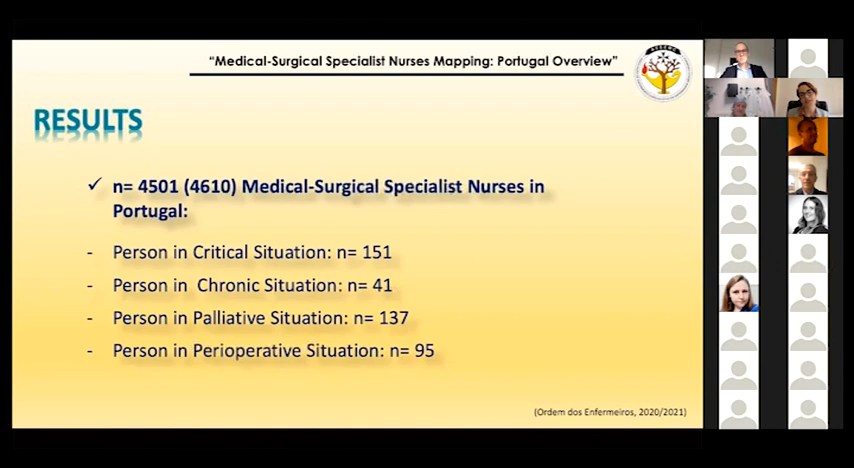 “Medical-Surgical Specialist Nurses Mapping: Portugal Overview”
RESULTS
✓ n= 4501 (4610) Medical-Surgical Specialist Nurses in
Portugal:
- Person in Critical Situation: n= 151
- Person in  Chronic Situation: n= 41
- Person in Palliative Situation: n= 137
- Person in Perioperative Situation: n= 95
(Ordem dos Enfermeiros, 2020/2021)